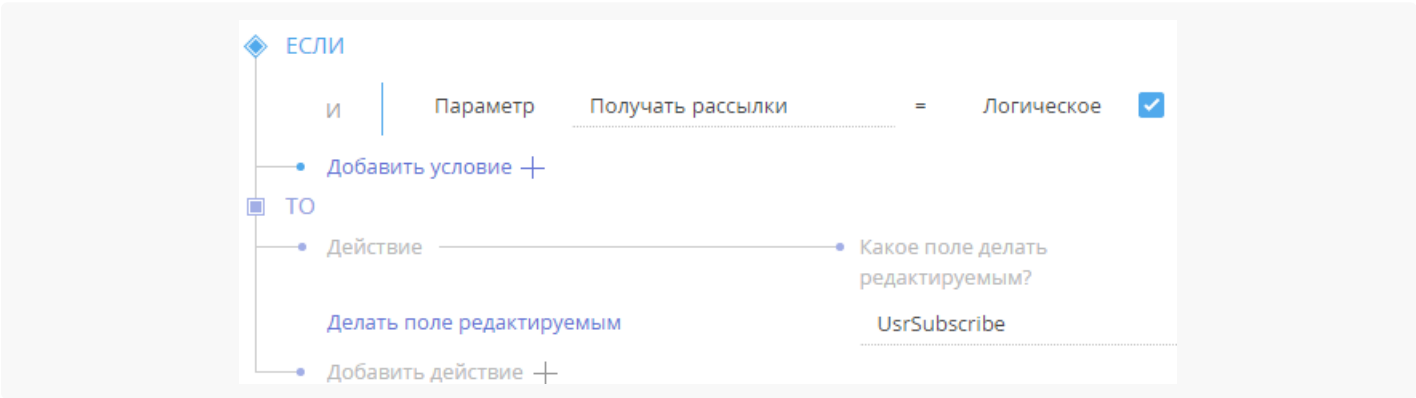 ЕСЛИ
И Параметр Получать рассылки = Логическое
Добавить условие
ТО
Действие Какое поле делать
редактируемым?
Делать поле редактируемым UsrSubscribe
Добавить действие